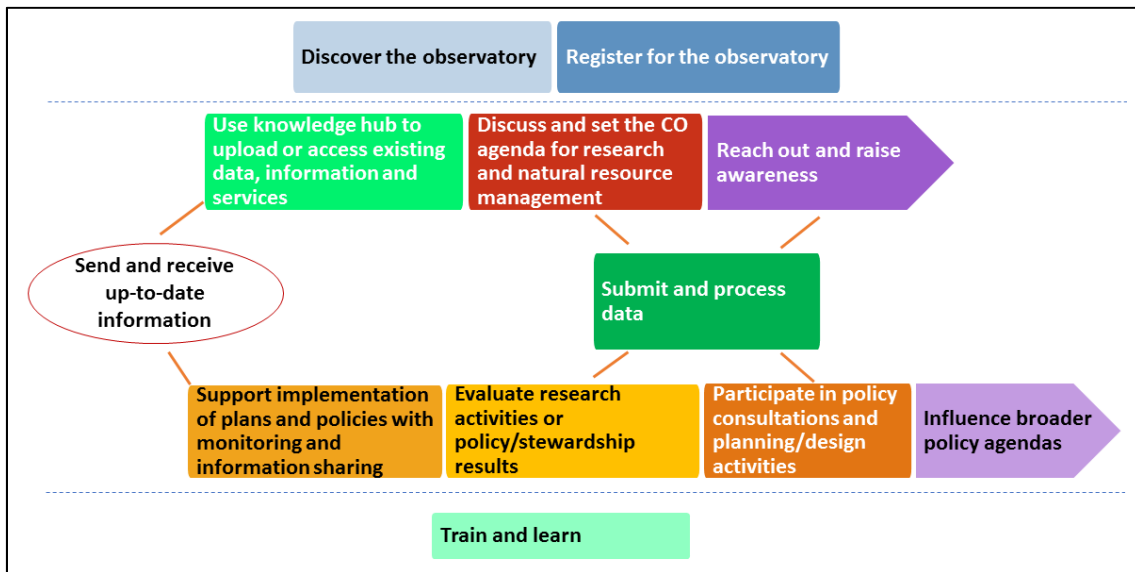 Discover the observatory
Register for the observatory
Use knowledge hub to
upload or access existing
data, information and
services
Discuss and set the CO
agenda for research
and natural resource
management
Reach out and raise
awareness
Send and receive
up-to-date
information
Submit and process
data
Support implementation
of plans and policies with
monitoring and
information sharing
Evaluate research
activities or
policy/stewardship
results
Participate in policy
consultations and
planning/design
activities
Influence broader
policy agendas
Train and learn